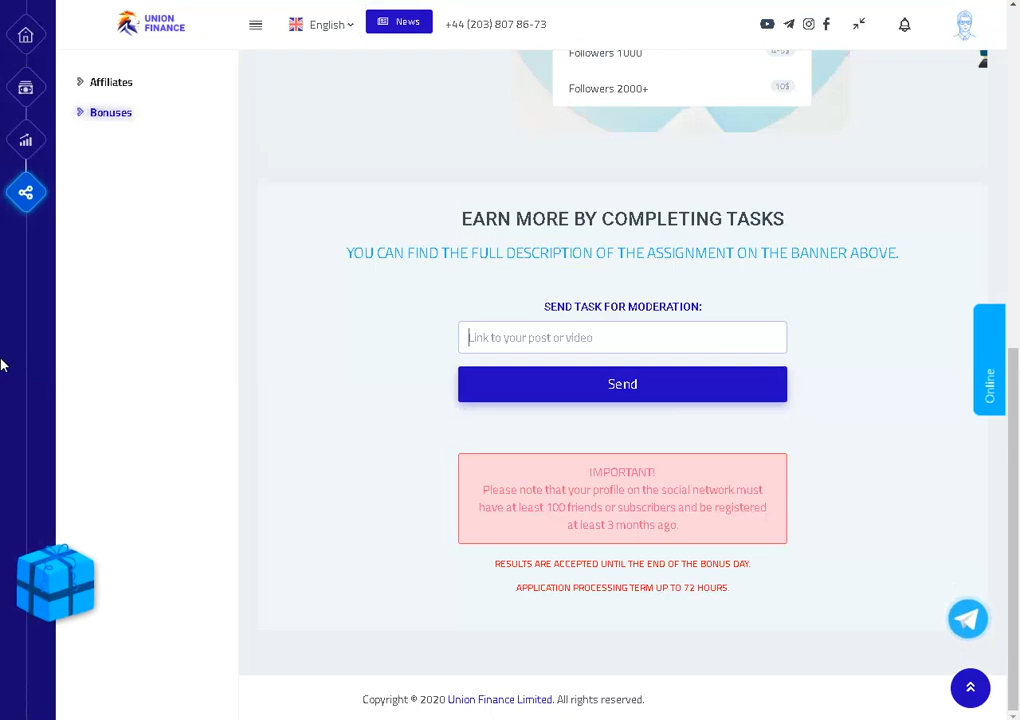 UNION
FINANCE
English
News
+44 (203) 807 86-73
Affiliates
Bonuses
Followers 1000
Followers 2000+
10$
EARN MORE BY COMPLETING TASKS
YOU CAN FIND THE FULL DESCRIPTION OF THE ASSIGNMENT ON THE BANNER ABOVE.
SEND TASK FOR MODERATION:
Link to your post or video
Send
Online
IMPORTANT!
Please note that your profile on the social network must
have at least 100 friends or subscribers and be registered
at least 3 months ago.
RESULTS ARE ACCEPTED UNTIL THE END OF THE BONUS DAY.
APPLICATION PROCESSING TERM UP TO 72 HOURS.
Copyright © 2020 Union Finance Limited. All rights reserved.